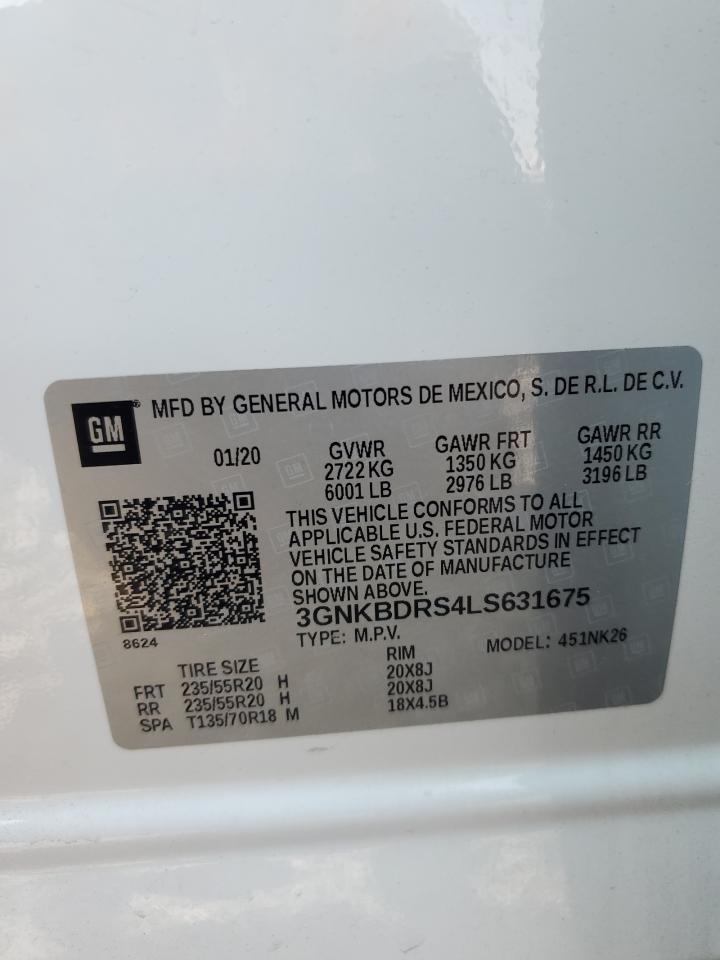 GM ® MFD BY GENERAL MOTORS DE MEXICO, S. DE R.L. DE C.V.
01/20 GVWR GAWR FRT GAWR RR
2722 KG 1350 KG 1450 KG
6001 LB 2976 LB 3196 LB
THIS VEHICLE CONFORMS TO ALL
APPLICABLE U.S. FEDERAL MOTOR
VEHICLE SAFETY STANDARDS IN EFFECT
ON THE DATE OF MANUFACTURE
SHOWN ABOVE.
3GNKBDRS4LS631675
8624 TYPE: M.P.V. MODEL: 451NK26
TIRE SIZE RIM
FRT 235/55R20 H 20X8J
RR 235/55R20 H 20X8J
SPA T135/70R18 M 18X4.5B